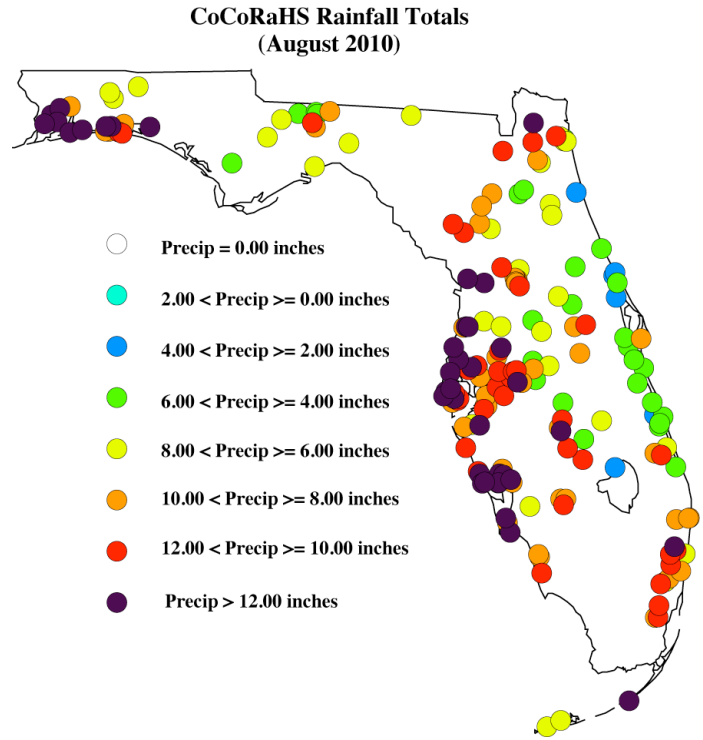 CoCoRaHS Rainfall Totals
(August 2010)
Precip = 0.00 inches
2.00 < Precip >= 0.00 inches
4.00 < Precip >= 2.00 inches
6.00 < Precip >= 4.00 inches
8.00 < Precip >= 6.00 inches
10.00 < Precip >= 8.00 inches
12.00 < Precip >= 10.00 inches
Precip > 12.00 inches